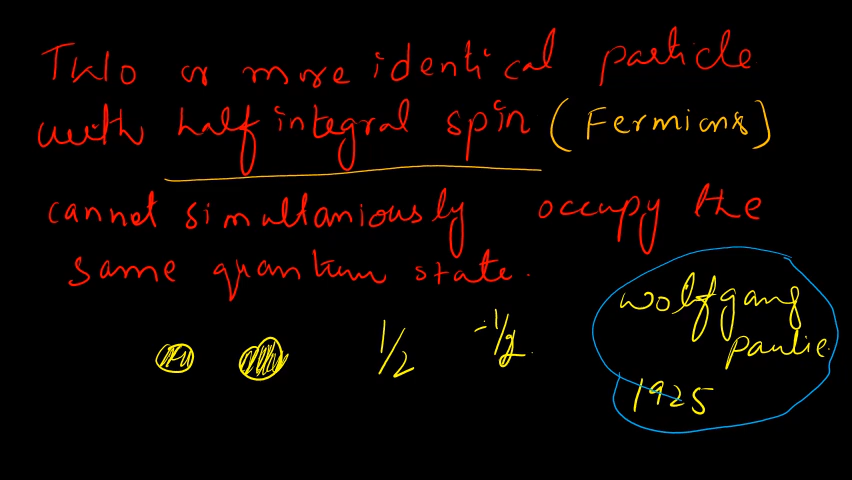 Two or more identical particle
with half integral spin (Fermions)
cannot simultaniously occupy the
same quantum state.
1/2 -1/2.
wolfgang
paulie.
1925